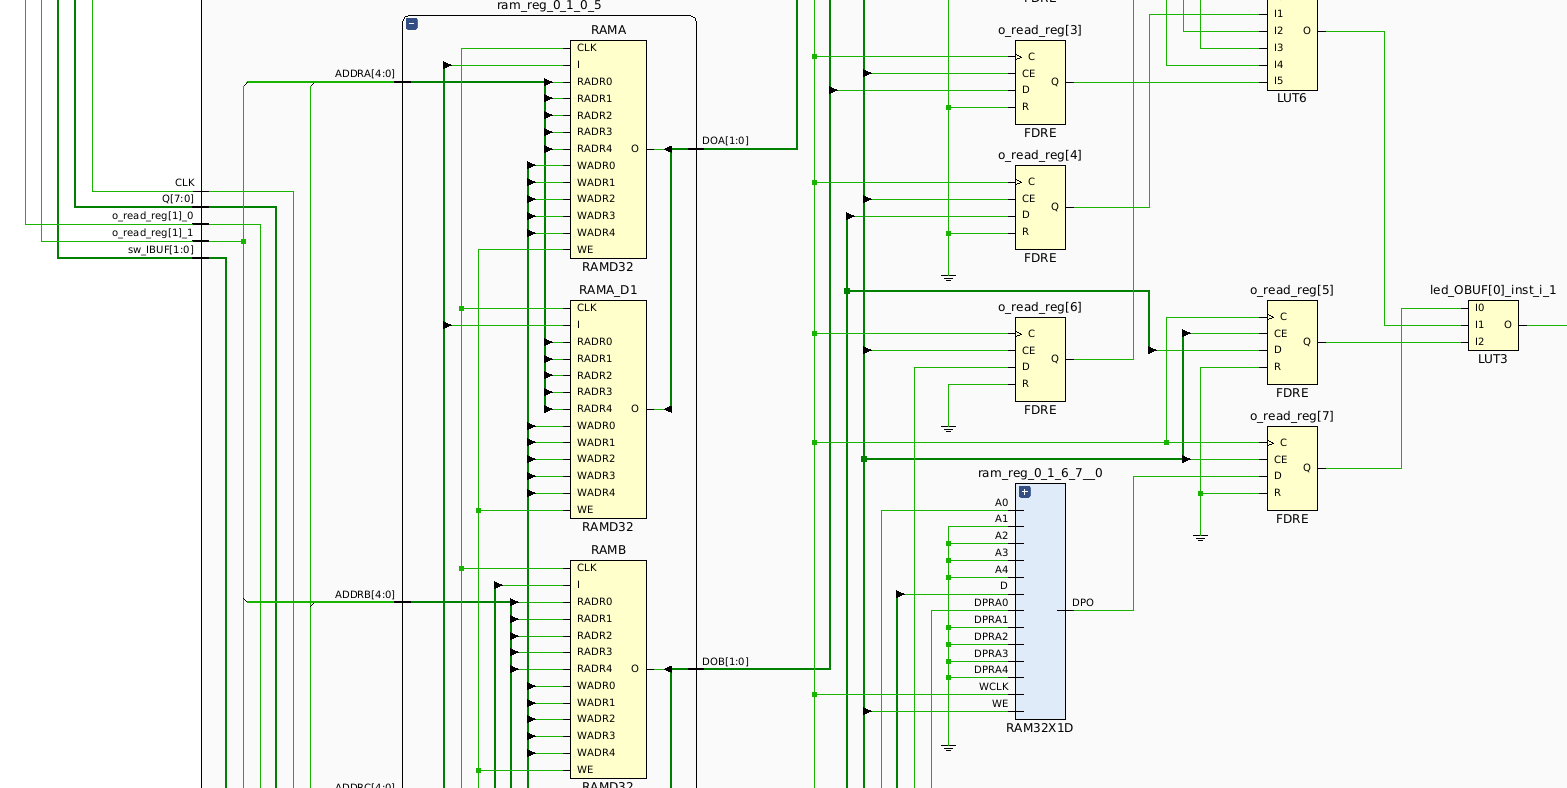 ram_reg_0_1_0_5
RAMA
CLK
I
RADR0
RADR1
RADR2
RADR3
RADR4
WADR0
WADR1
WADR2
WADR3
WADR4
WE
O
RAMD32
ADDRA[4:0]
DOA[1:0]
CLK
Q[7:0]
o_read_reg[1]_0
o_read_reg[1]_1
sw_IBUF[1:0]
RAMA_D1
CLK
I
RADR0
RADR1
RADR2
RADR3
RADR4
WADR0
WADR1
WADR2
WADR3
WADR4
WE
O
RAMD32
RAMB
CLK
I
RADR0
RADR1
RADR2
RADR3
RADR4
WADR0
WADR1
WADR2
WADR3
WADR4
WE
O
RAMD32
ADDRB[4:0]
DOB[1:0]
ADDRC[4:0]
FDRE
o_read_reg[3]
C
CE
D
R
Q
FDRE
o_read_reg[4]
C
CE
D
R
Q
FDRE
o_read_reg[6]
C
CE
D
R
Q
FDRE
ram_reg_0_1_6_7__0
A0
A1
A2
A3
A4
D
DPRA0
DPRA1
DPRA2
DPRA3
DPRA4
WCLK
WE
DPO
RAM32X1D
I1
I2
I3
I4
I5
O
LUT6
o_read_reg[5]
C
CE
D
R
Q
FDRE
o_read_reg[7]
C
CE
D
R
Q
FDRE
led_OBUF[0]_inst_i_1
I0
I1
I2
O
LUT3